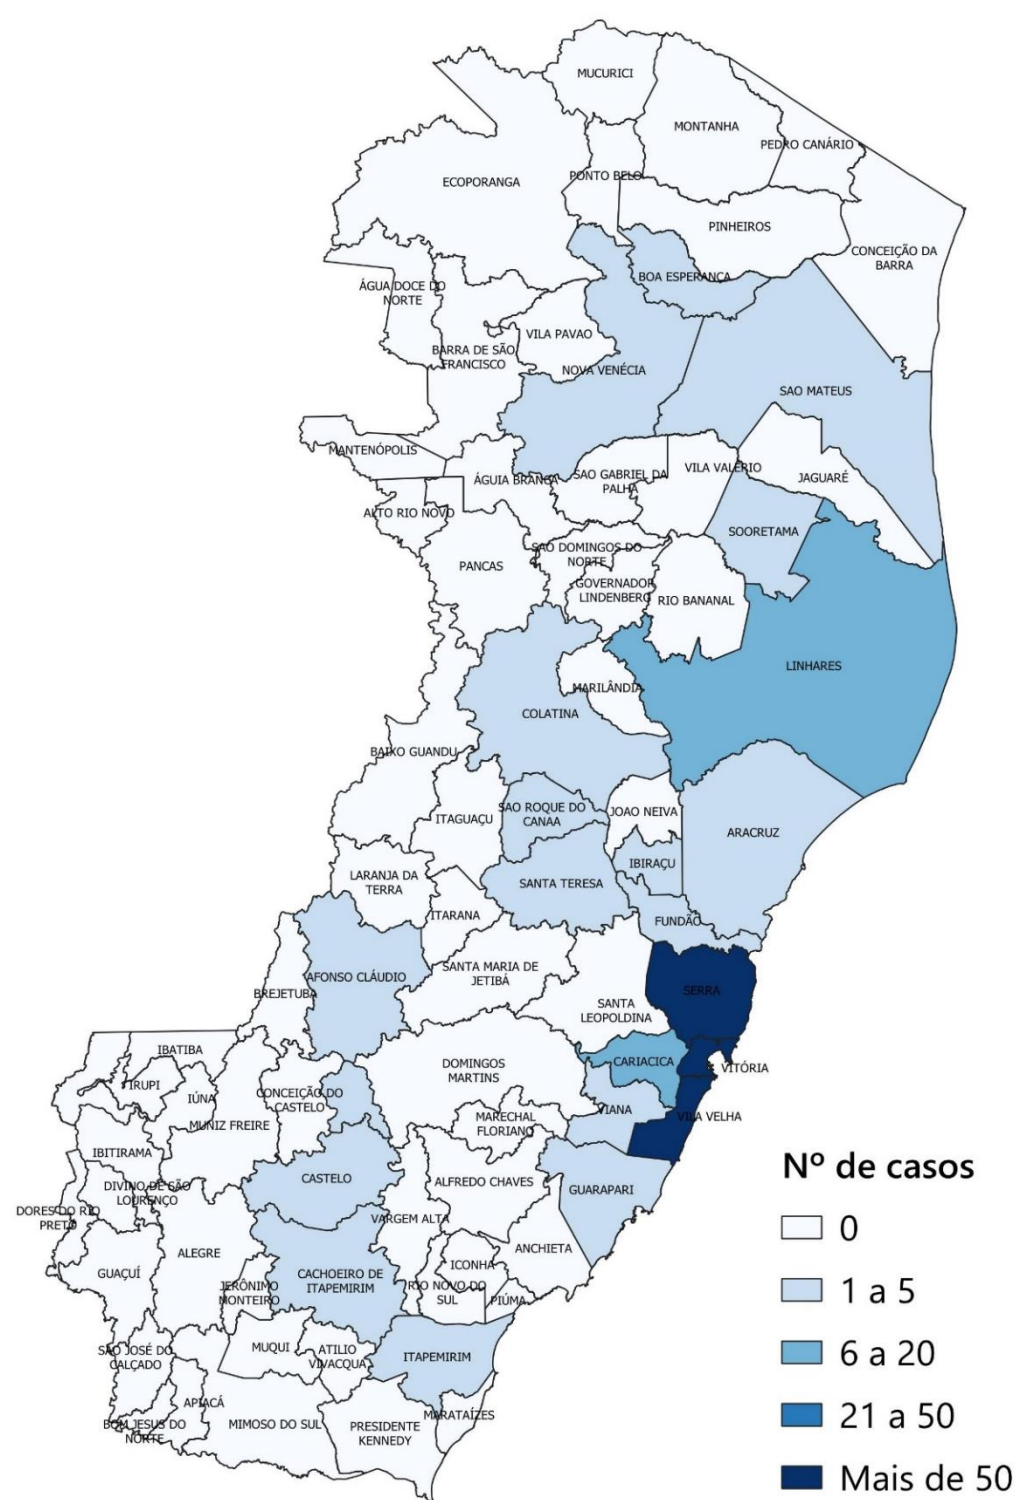 MUCURICI
MONTANHA
PEDRO CANÁRIO
ECOPORANGA
PONTO BELO
PINHEIROS
CONCEIÇÃO DA
BARRA
BOA ESPERANÇA
ÁGUA DOCE DO
NORTE
VILA PAVAO
BARRA DE SÃO
FRANCISCO
NOVA VENÉCIA
SAO MATEUS
MANTENÓPOLIS
ÁGUIA BRANCA
SAO GABRIEL DA
PALHA
VILA VALÉRIO
JAGUARÉ
ALTO RIO NOVO
SOORETAMA
PANCAS
SAO DOMINGOS DO
NORTE
GOVERNADOR
LINDENBERG
RIO BANANAL
LINHARES
MARILÂNDIA
COLATINA
BAIXO GUANDU
ITAGUAÇU
SAO ROQUE DO
CANAA
JOAO NEIVA
ARACRUZ
IBIRAÇU
LARANJA DA
TERRA
SANTA TERESA
ITARANA
FUNDÃO
AFONSO CLÁUDIO
SANTA MARIA DE
JETIBÁ
BREJETUBA
SERRA
SANTA
LEOPOLDINA
IBATIBA
DOMINGOS
MARTINS
CARIACICA
VITÓRIA
IRUPI
IÚNA
CONCEIÇÃO DO
CASTELO
VIANA
VILA VELHA
MUNIZ FREIRE
MARECHAL
FLORIANO
IBITIRAMA
CASTELO
ALFREDO CHAVES
GUARAPARI
DIVINO DE SÃO
LOURENÇO
DORES DO RIO
PRETO
VARGEM ALTA
ALEGRE
ANCHIETA
GUAÇUÍ
CACHOEIRO DE
ITAPEMIRIM
ICONHA
JERÔNIMO
MONTEIRO
RIO NOVO DO
SUL
PIÚMA
SÃO JOSÉ DO
CALÇADO
MUQUI
ATILIO
VIVACQUA
ITAPEMIRIM
APIACÁ
BOM JESUS DO
NORTE
MIMOSO DO SUL
PRESIDENTE
KENNEDY
MARATAÍZES
Nº de casos
0
1 a 5
6 a 20
21 a 50
Mais de 50